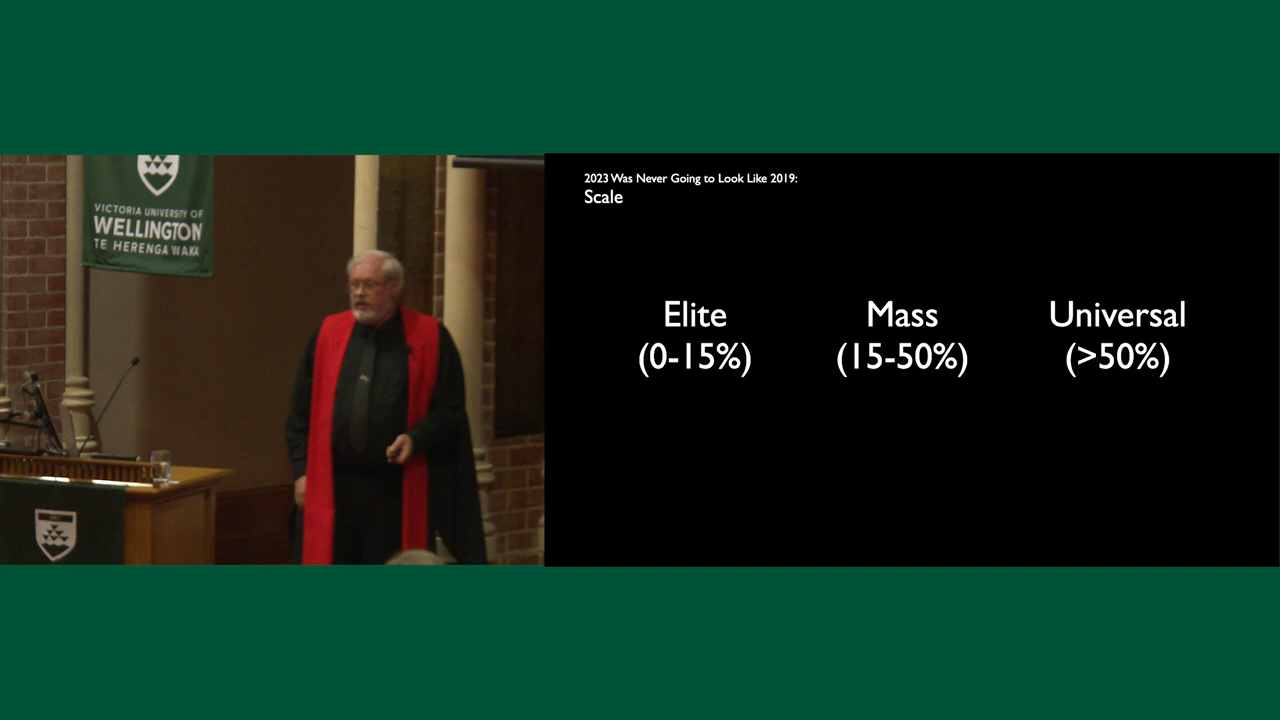 VICTORIA UNIVERSITY OF
WELLINGTON
TE HERENGA WAKA
2023 Was Never Going to Look Like 2019:
Scale
Elite
(0-15%)
Mass
(15-50%)
Universal
(>50%)